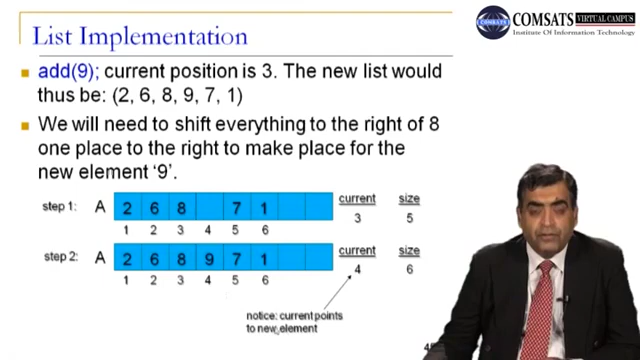 COMSATS VIRTUAL CAMPUS
Institute Of Information Technology
List Implementation
add(9); current position is 3. The new list would
thus be: (2, 6, 8, 9, 7, 1)
We will need to shift everything to the right of 8
one place to the right to make place for the
new element ‘9’.
current size
step 1: A 2 6 8 7 1 3 5
1 2 3 4 5 6
current size
step 2: A 2 6 8 9 7 1 4 6
1 2 3 4 5 6
notice: current points
to new element